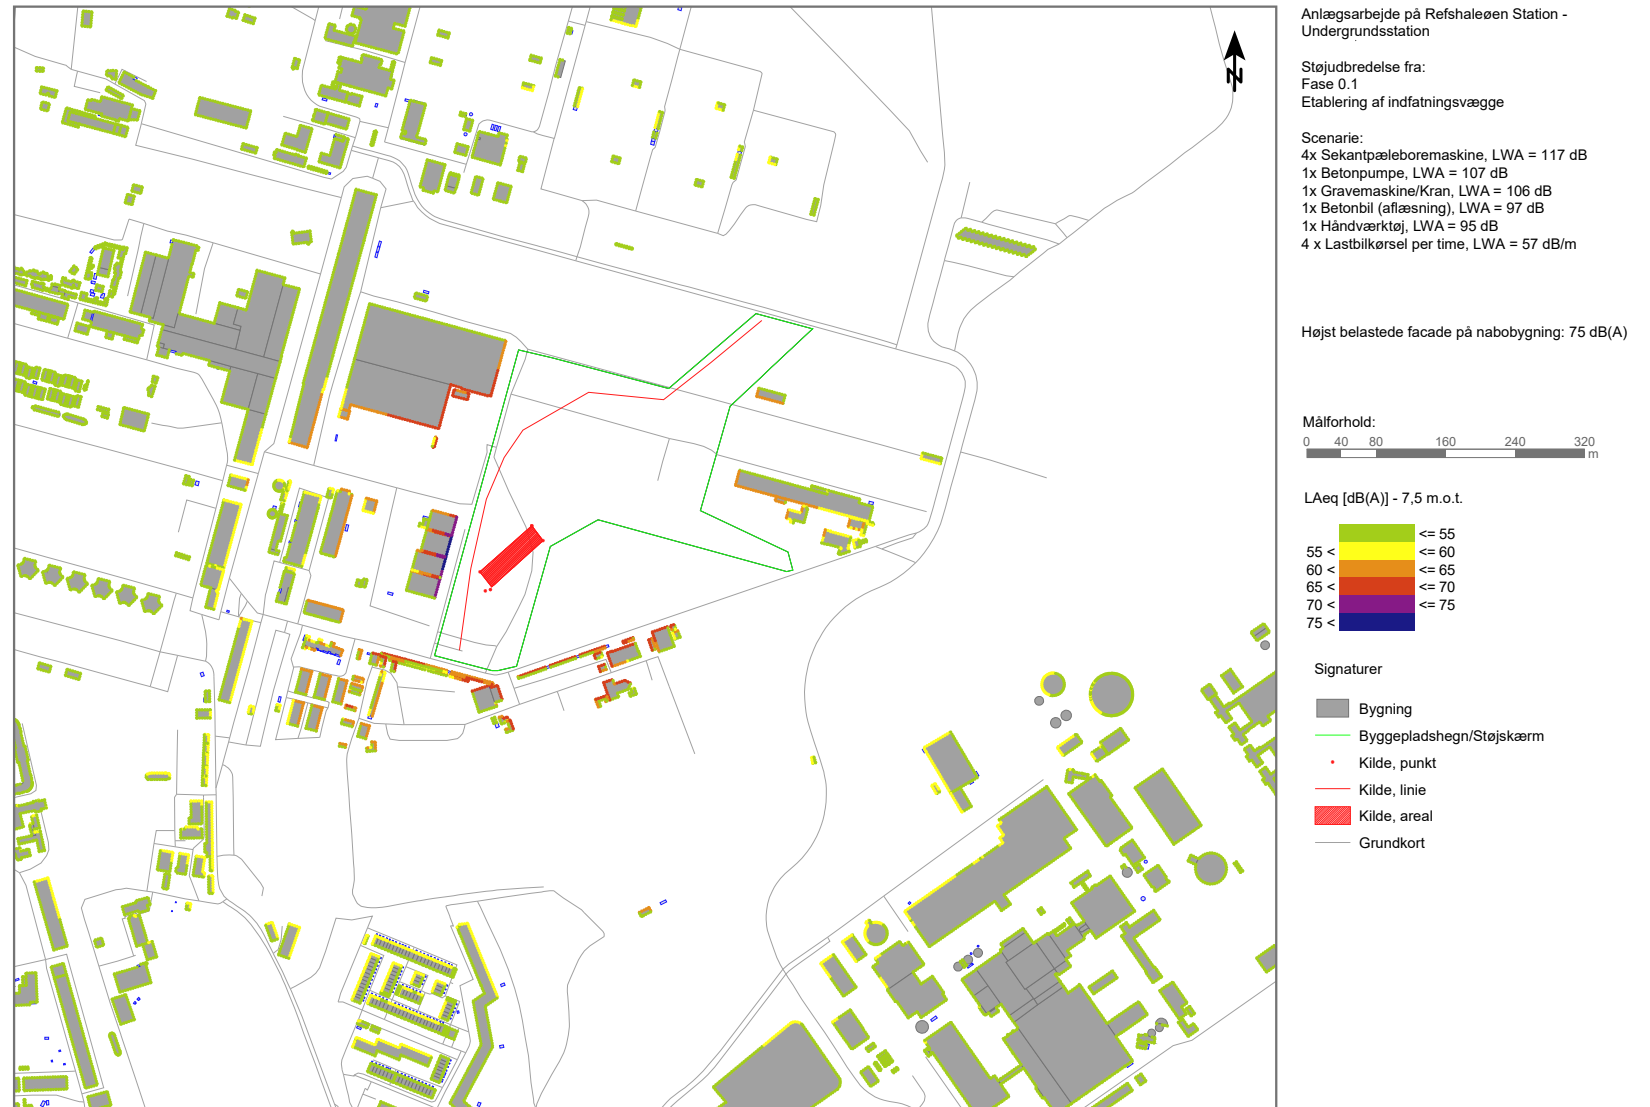 Anlægsarbejde på Refshaleøen Station -
Undergrundsstation
Støjudbredelse fra:
Fase 0.1
Etablering af indfatningsvægge
Scenarie:
4x Sekantpæleboremaskine, LWA = 117 dB
1x Betonpumpe, LWA = 107 dB
1x Gravemaskine/Kran, LWA = 106 dB
1x Betonbil (aflæsning), LWA = 97 dB
1x Håndværktøj, LWA = 95 dB
4 x Lastbilkørsel per time, LWA = 57 dB/m
Højst belastede facade på nabobygning: 75 dB(A)
Målforhold:
0 40 80 160 240 320
m
LAeq [dB(A)] - 7,5 m.o.t.
<= 55
55 < <= 60
60 < <= 65
65 < <= 70
70 < <= 75
75 <
Signaturer
Bygning
Byggepladshegn/Støjskærm
Kilde, punkt
Kilde, linie
Kilde, areal
Grundkort
N